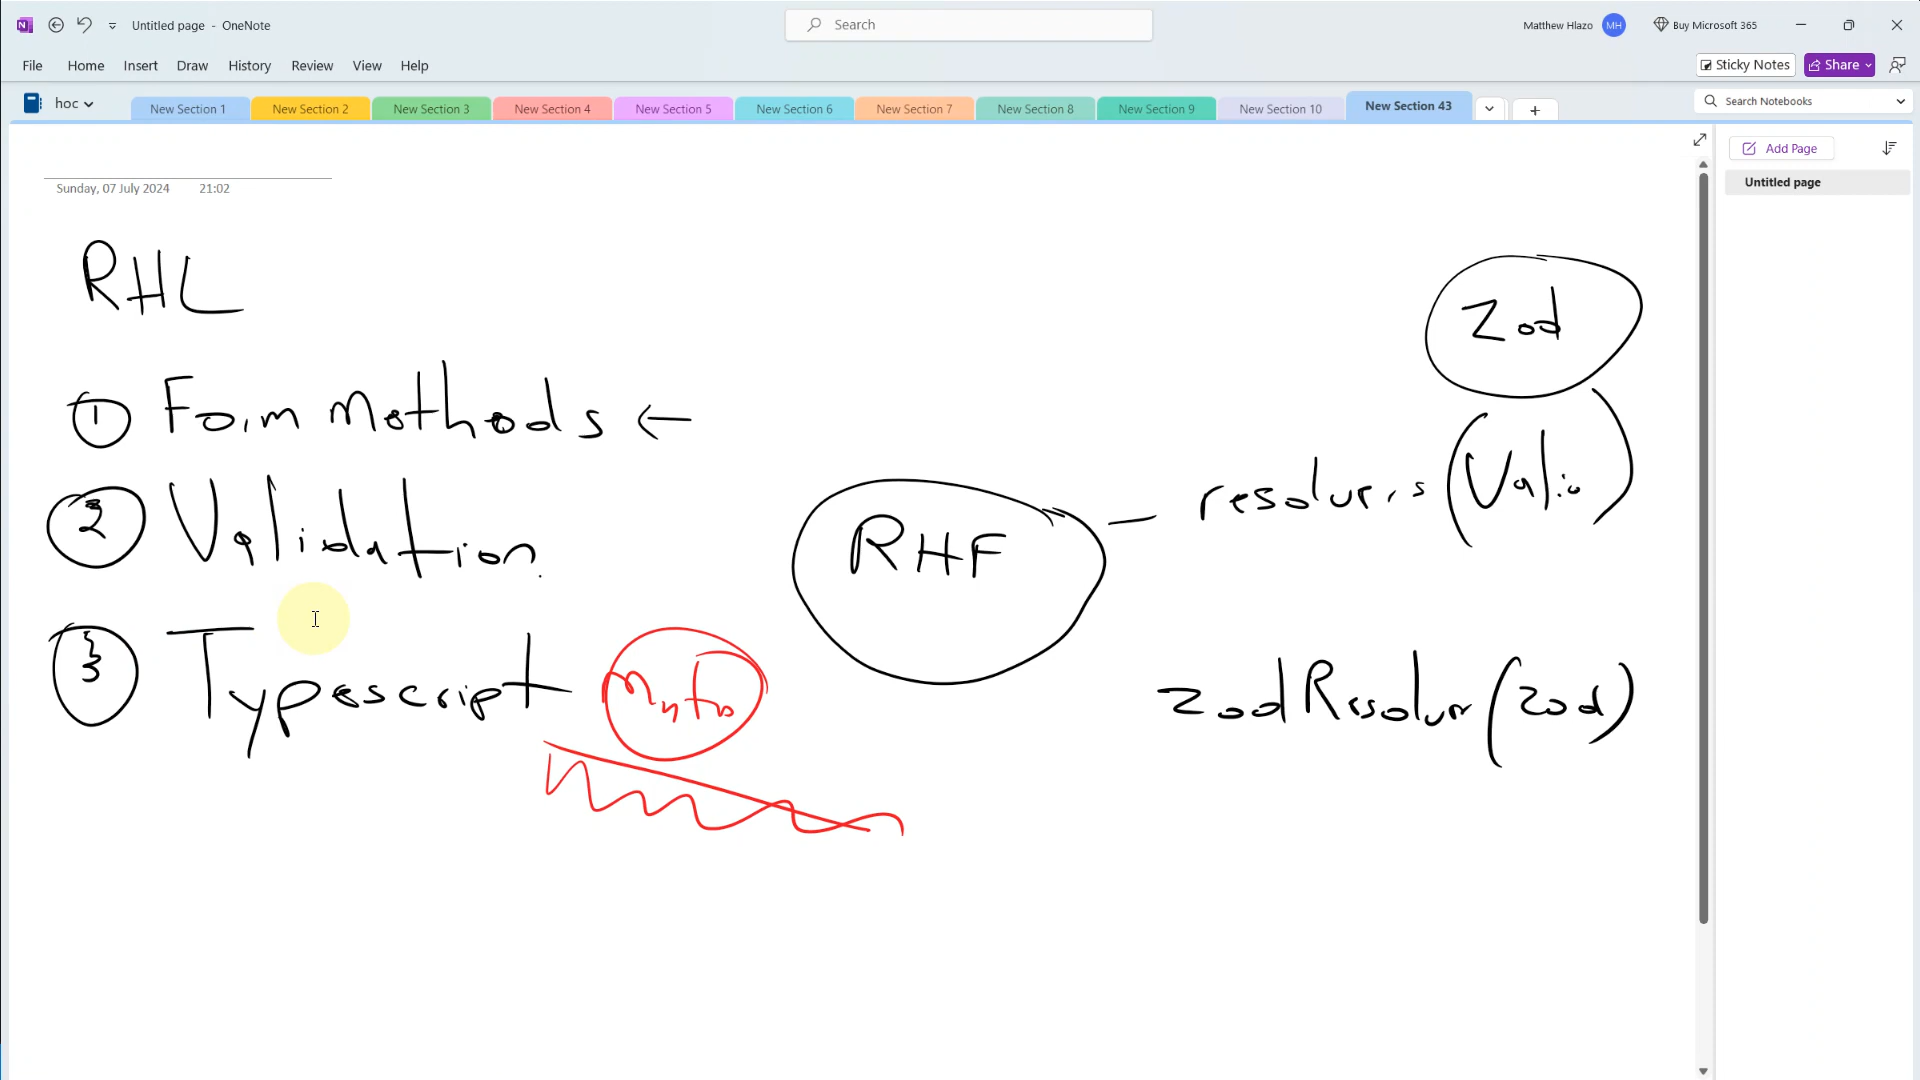 Untitled page - OneNote
Search
Matthew Hlazo
MH
Buy Microsoft 365
File Home Insert Draw History Review View Help
Sticky Notes
Share
hoc
New Section 1 New Section 2 New Section 3 New Section 4 New Section 5 New Section 6 New Section 7 New Section 8 New Section 9 New Section 10 New Section 43
+
Search Notebooks
Add Page
Untitled page
Sunday, 07 July 2024 21:02
RHL
1 Form Methods ←
2 Validation.
3 Typescript
RHF
Zod
resolvers (Valid
zodResolver(zod)